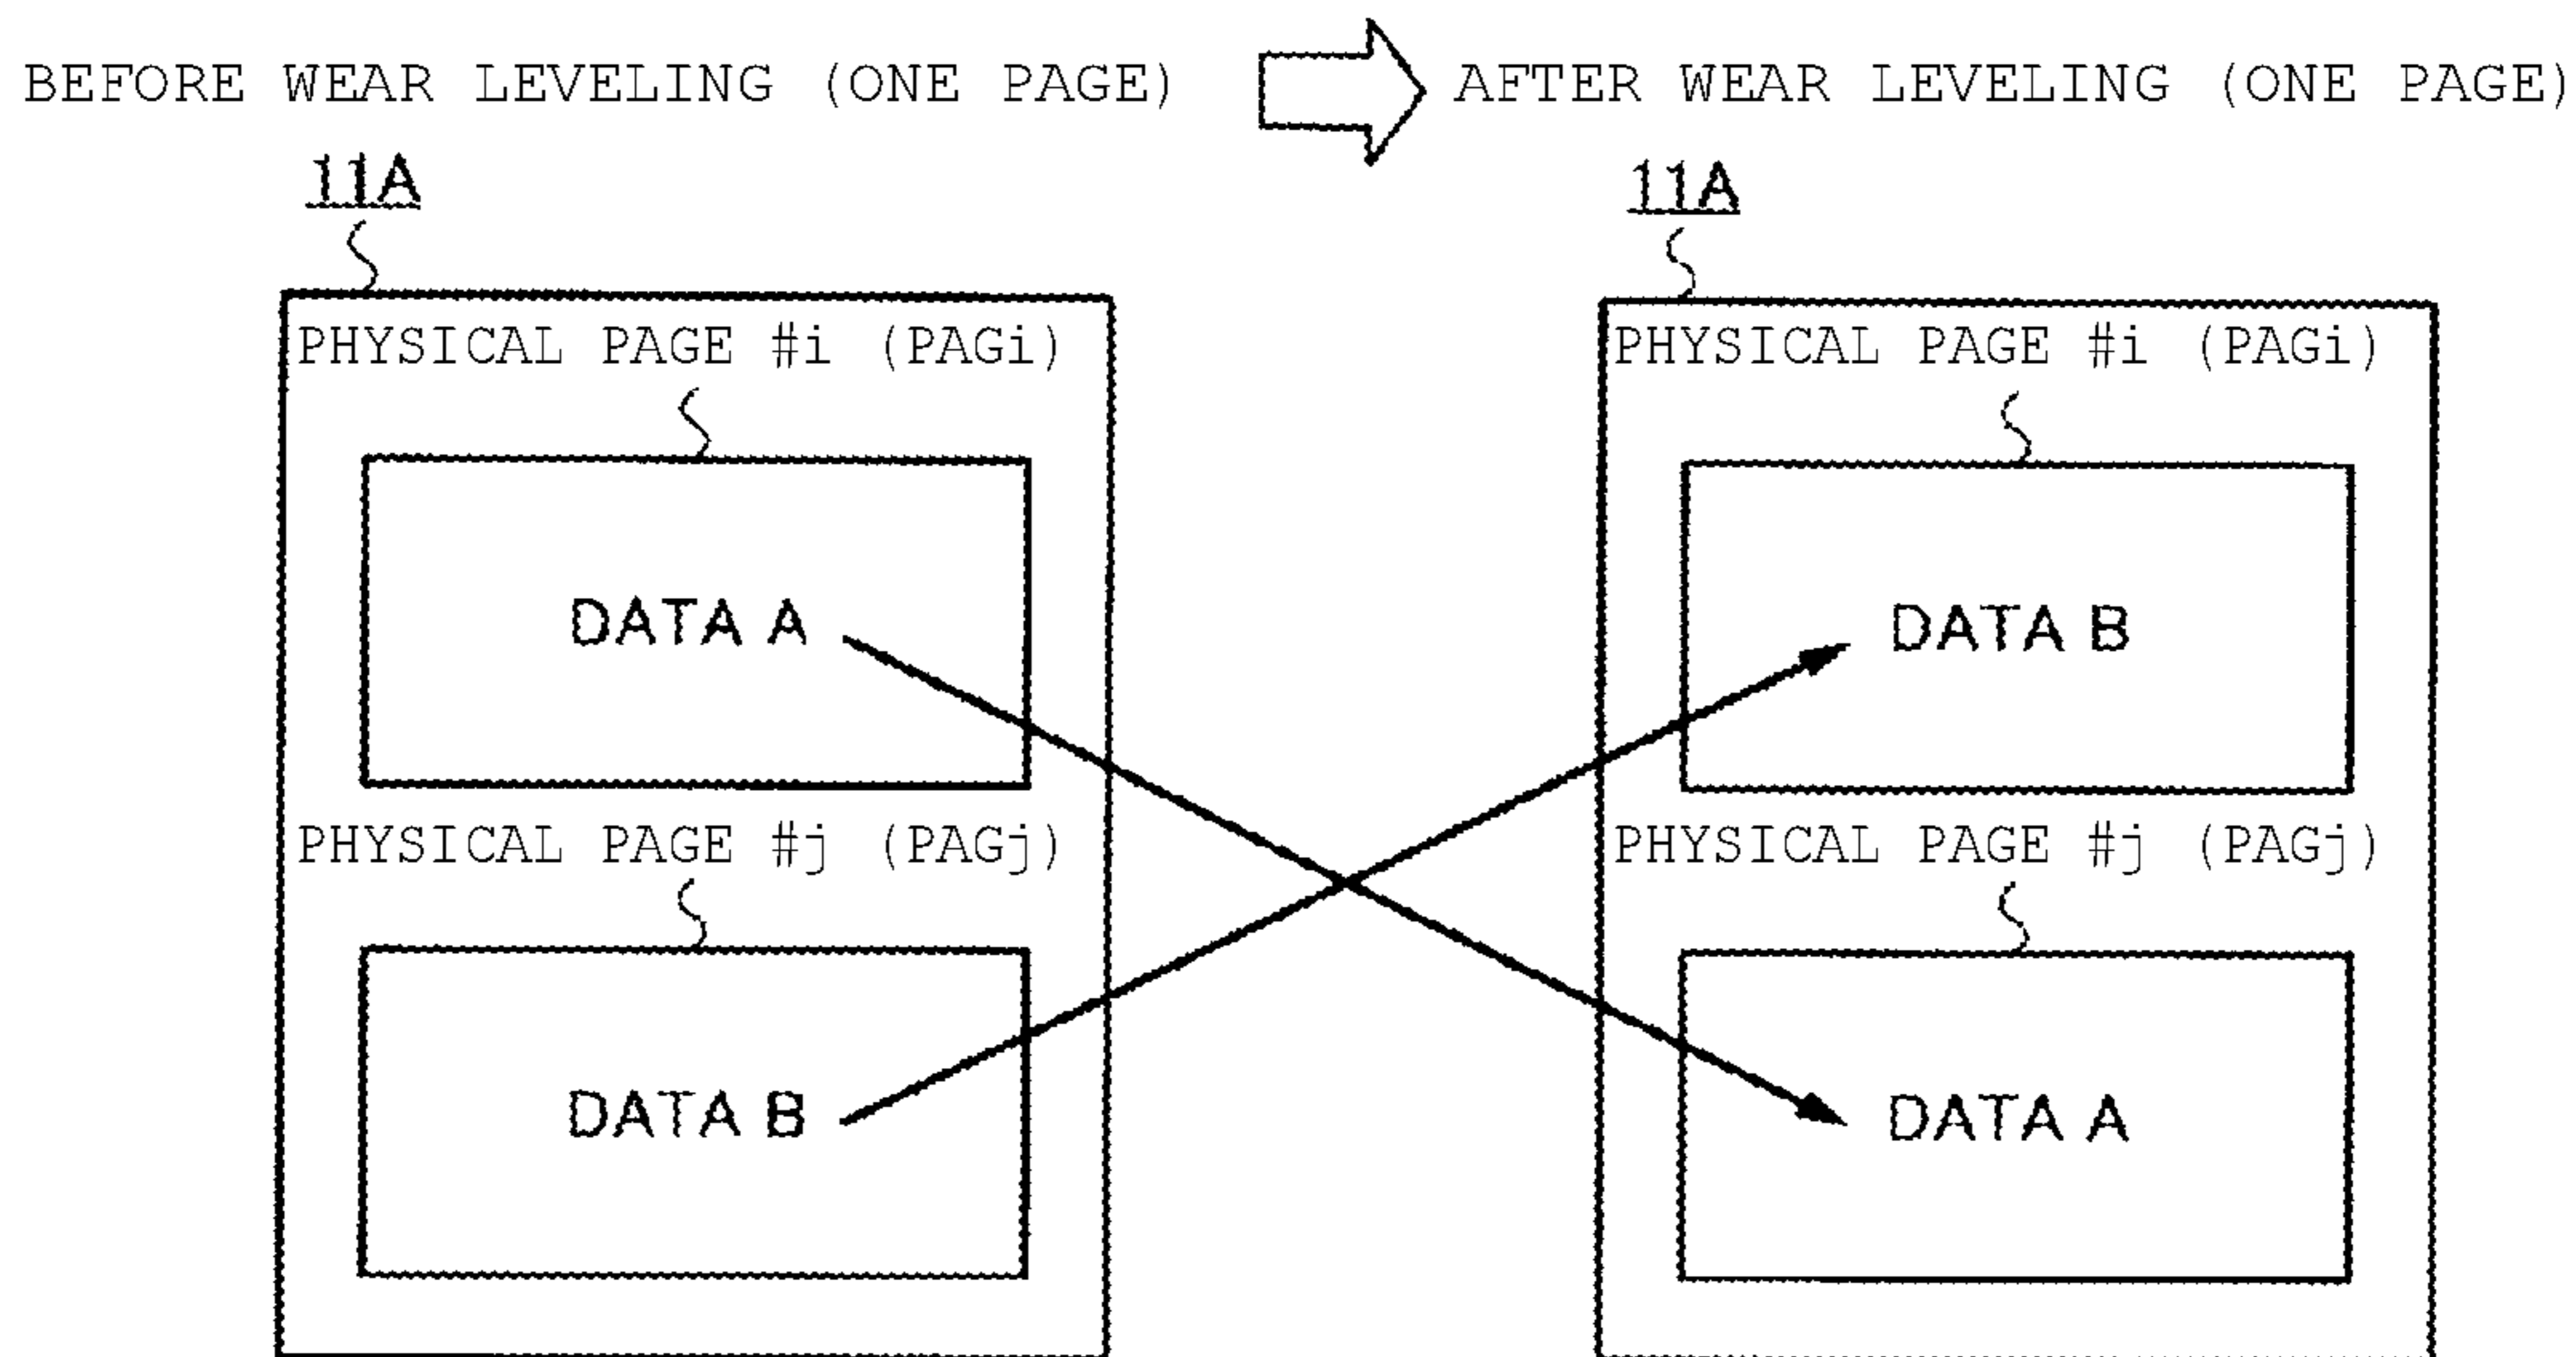 BEFORE WEAR LEVELING (ONE PAGE)
AFTER WEAR LEVELING (ONE PAGE)
11A
PHYSICAL PAGE #i (PAGi)
DATA A
PHYSICAL PAGE #j (PAGj)
DATA B
11A
PHYSICAL PAGE #i (PAGi)
DATA B
PHYSICAL PAGE #j (PAGj)
DATA A